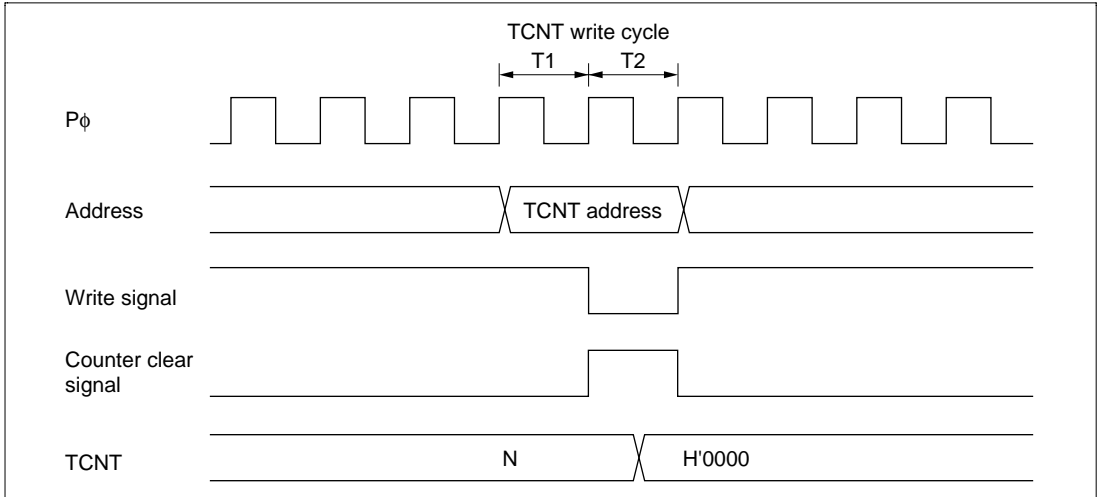 TCNT write cycle
T1 T2
Pϕ
Address
TCNT address
Write signal
Counter clear
signal
TCNT
N
H'0000